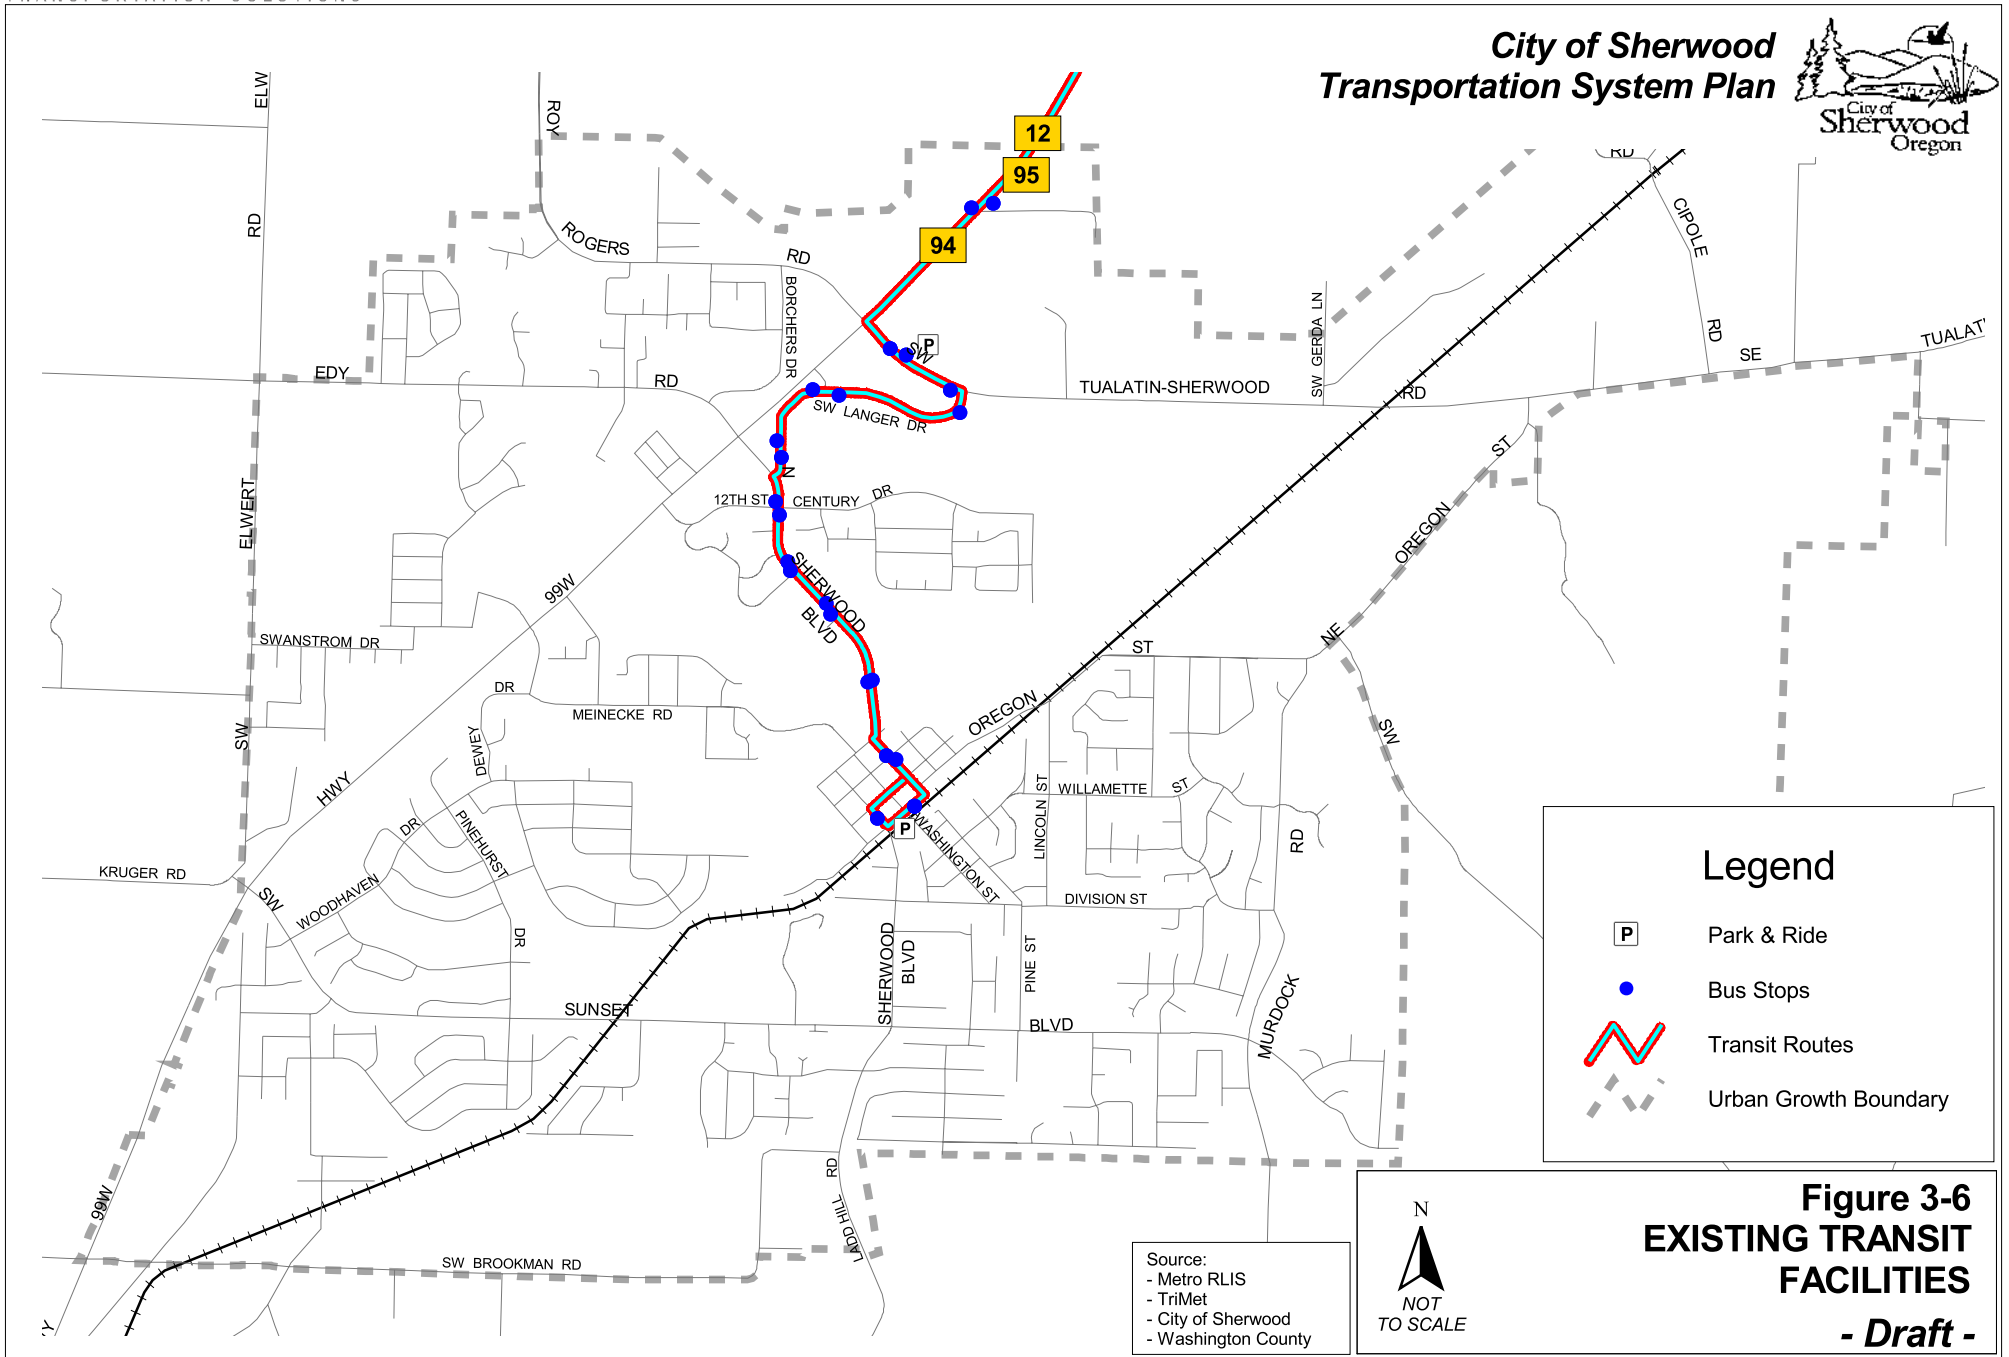 City of Sherwood
Transportation System Plan
City of
Sherwood
Oregon
ELW
RD
ROY
ROGERS
RD
BORCHERS DR
12
95
94
RD
CIPOLE
RD
SW GERDA LN
SE
EDY
RD
P
SW
TUALATIN-SHERWOOD
RD
SW LANGER DR
N
12TH ST
CENTURY
DR
ELWERT
SW
99W
HWY
SHERWOOD
BLVD
OREGON
ST
NE
SW
SWANSTROM DR
DR
MEINECKE RD
DEWEY
OREGON
ST
LINCOLN ST
WILLAMETTE
ST
RD
WASHINGTON ST
P
DR
PINEHURST
WOODHAVEN
DR
KRUGER RD
SW
DIVISION ST
SHERWOOD
BLVD
PINE ST
MURDOCK
SUNSET
BLVD
99W
RD
LADD HILL
SW BROOKMAN RD
Legend
P Park & Ride
Bus Stops
Transit Routes
Urban Growth Boundary
Source:
- Metro RLIS
- TriMet
- City of Sherwood
- Washington County
N
NOT
TO SCALE
Figure 3-6
EXISTING TRANSIT
FACILITIES
- Draft -